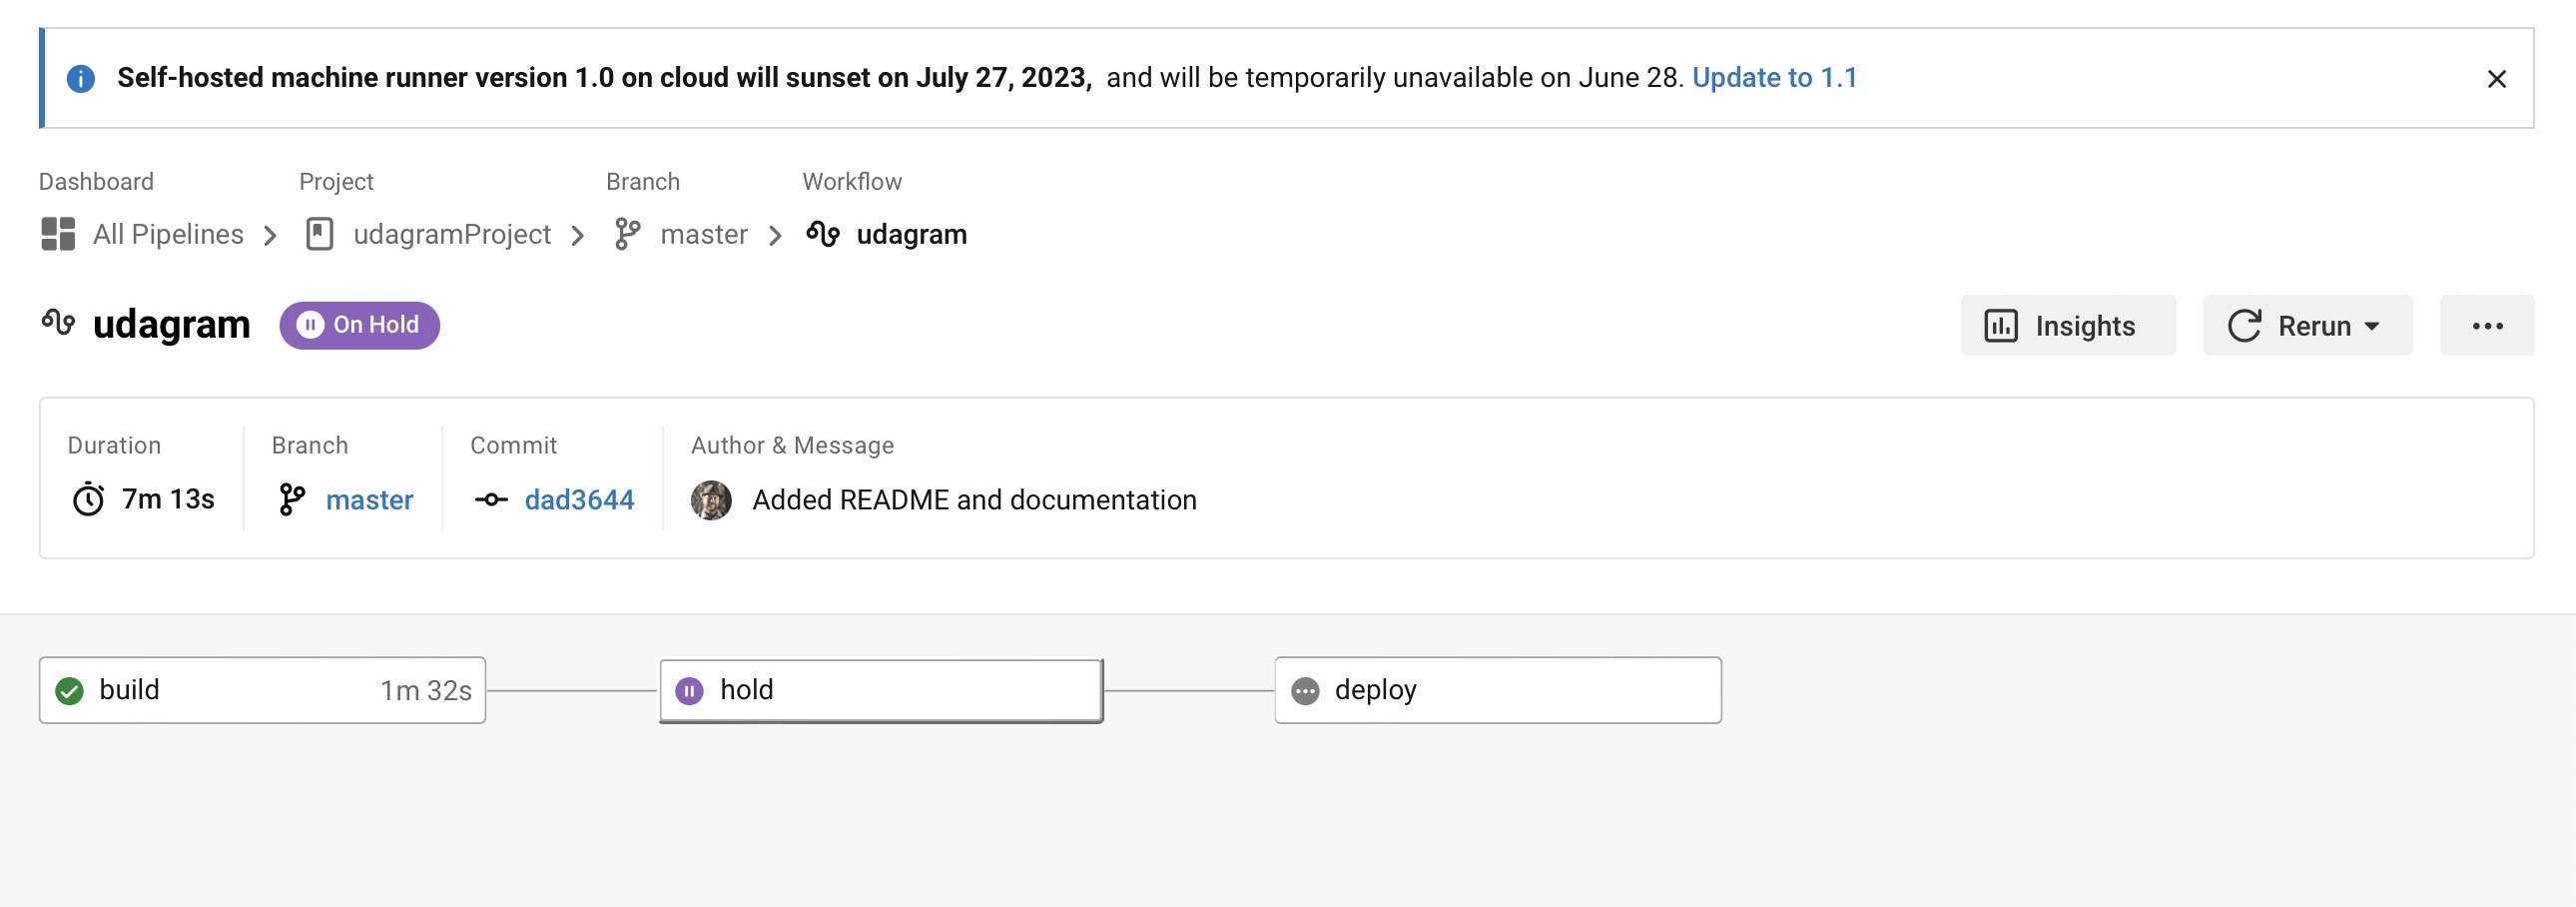 Self-hosted machine runner version 1.0 on cloud will sunset on July 27, 2023, and will be temporarily unavailable on June 28. Update to 1.1
Dashboard Project Branch Workflow
All Pipelines udagramProject master udagram
udagram On Hold Insights Rerun
Duration Branch Commit Author & Message
7m 13s master dad3644 Added README and documentation
build 1m 32s hold deploy